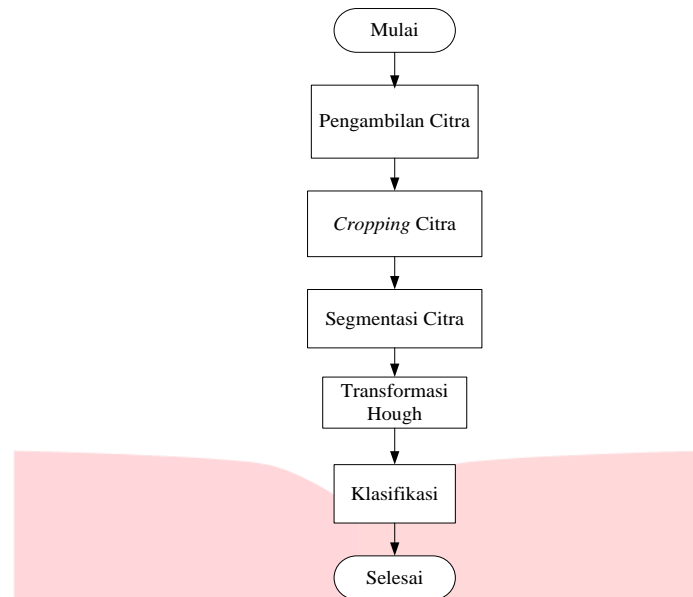 Mulai
Pengambilan Citra
Cropping Citra
Segmentasi Citra
Transformasi
Hough
Klasifikasi
Selesai